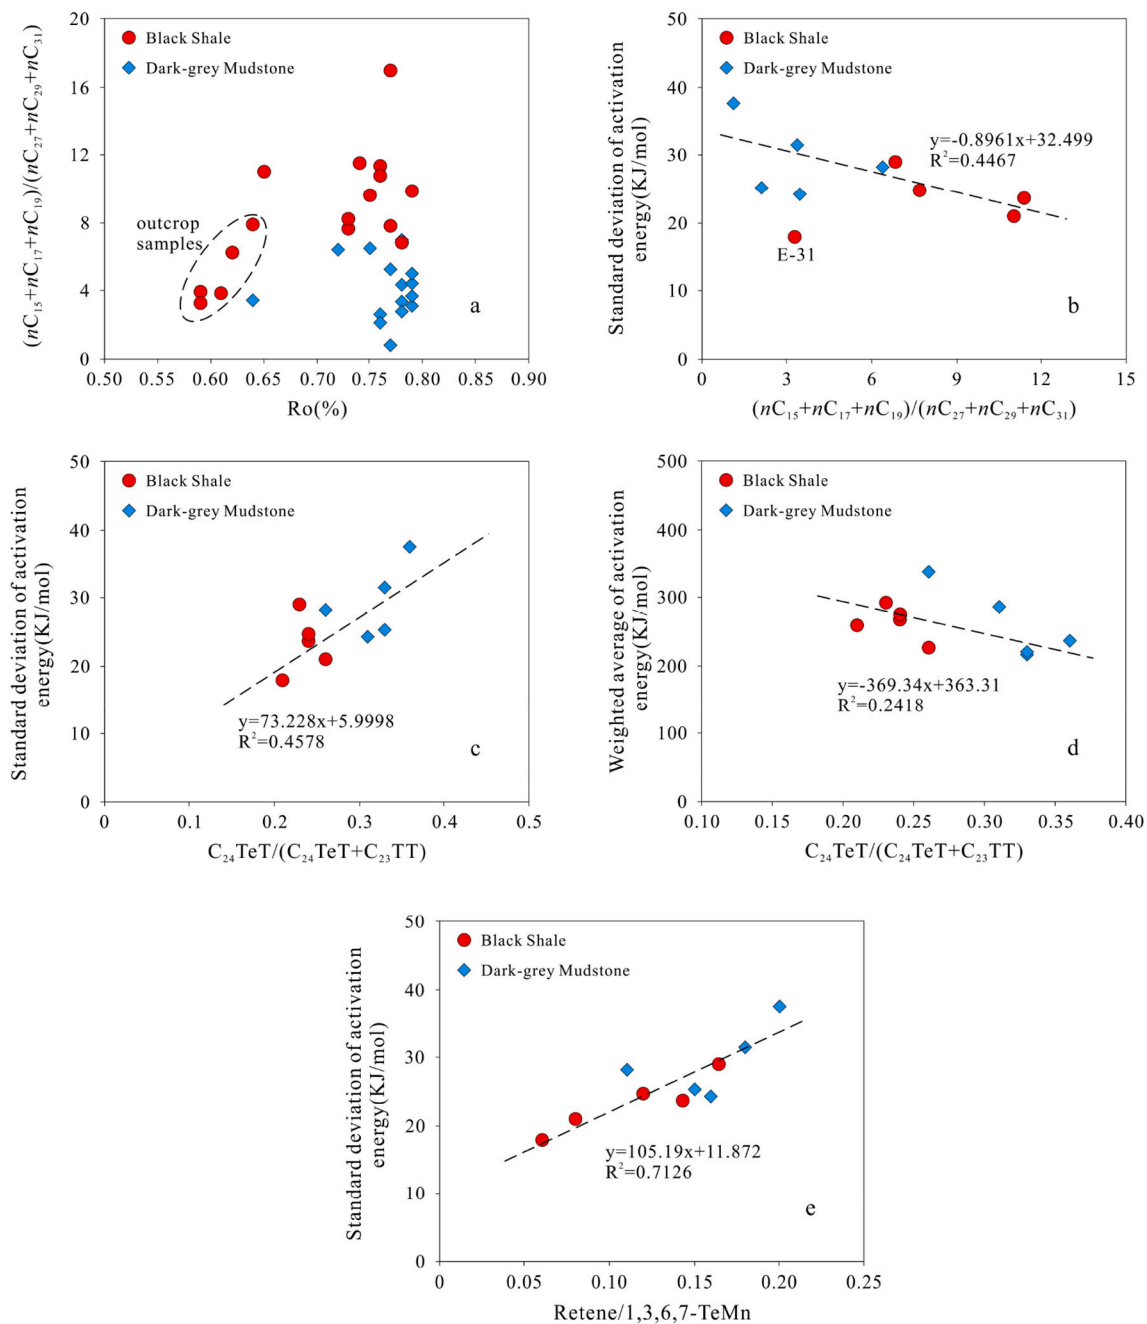 20
16
12
8
4
0
(nC15+nC17+nC19)/(nC27+nC29+nC31)
Black Shale
Dark-grey Mudstone
outcrop
samples
a
0.50
0.60
0.70
0.80
0.90
Ro(%)
50
40
30
20
10
0
Standard deviation of activation
energy(KJ/mol)
Black Shale
Dark-grey Mudstone
y=-0.8961x+32.499
R²=0.4467
E-31
b
0
3
6
9
12
15
(nC15+nC17+nC19)/(nC27+nC29+nC31)
50
40
30
20
10
0
Standard deviation of activation
energy(KJ/mol)
Black Shale
Dark-grey Mudstone
y=73.228x+5.9998
R²=0.4578
c
0
0.1
0.2
0.3
0.4
0.5
C24TeT/(C24TeT+C23TT)
500
400
300
200
100
0
Weighted average of activation
energy(KJ/mol)
Black Shale
Dark-grey Mudstone
y=-369.34x+363.31
R²=0.2418
d
0.10
0.15
0.20
0.25
0.30
0.35
0.40
C24TeT/(C24TeT+C23TT)
50
40
30
20
10
0
Standard deviation of activation
energy(KJ/mol)
Black Shale
Dark-grey Mudstone
y=105.19x+11.872
R²=0.7126
e
0
0.05
0.10
0.15
0.20
0.25
Retene/1,3,6,7-TeMn